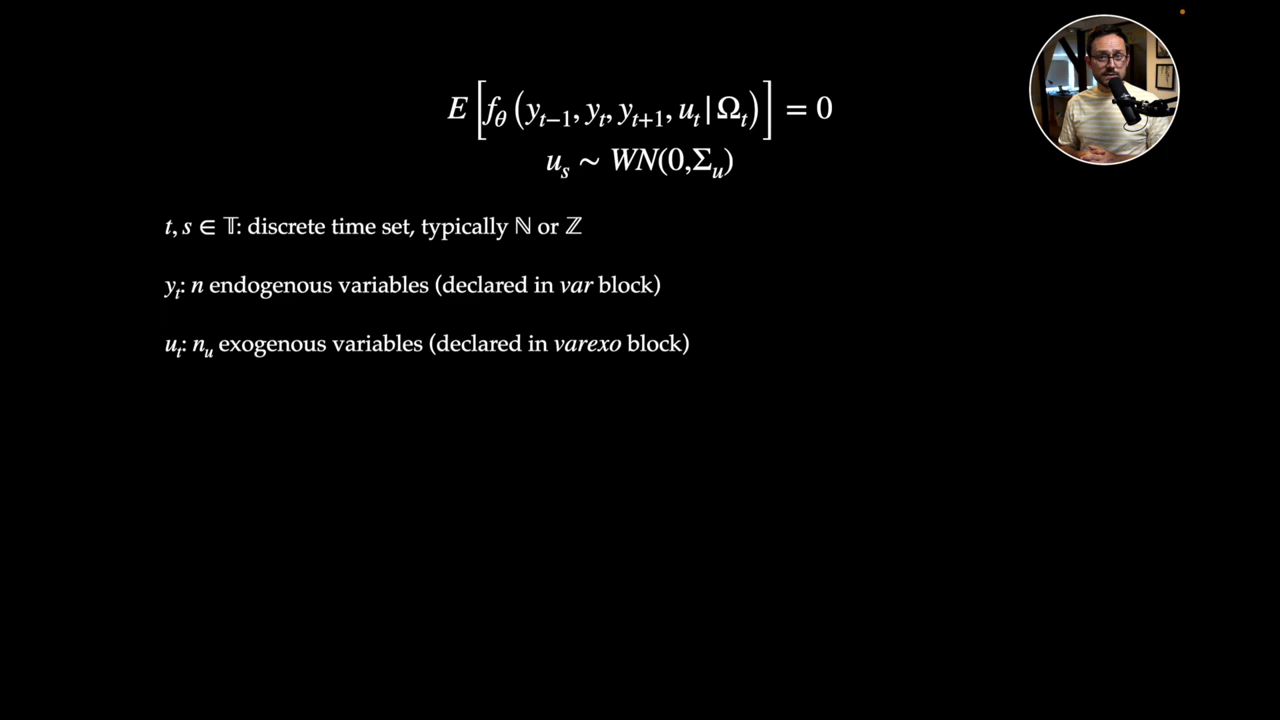 E[f_θ(y_{t−1}, y_t, y_{t+1}, u_t | Ω_t)] = 0
u_s ∼ WN(0,Σ_u)
t, s ∈ 𝕋: discrete time set, typically ℕ or ℤ
y_t: n endogenous variables (declared in var block)
u_t: n_u exogenous variables (declared in varexo block)